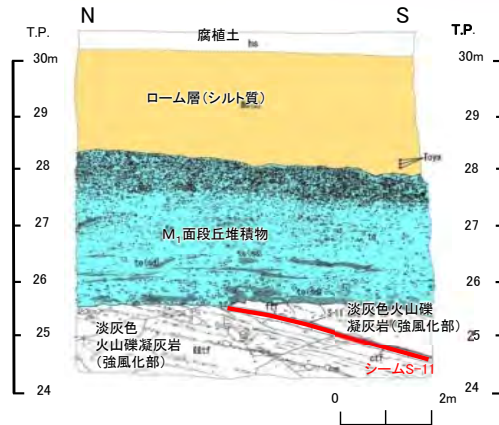 T.P.
N
S
T.P.
腐植土
hs
30m
30m
ローム層(シルト質)
29
29
Toya
28
28
27
27
M₁面段丘堆積物
26
26
淡灰色火山礫
凝灰岩(強風化部)
S-11
淡灰色
火山礫凝灰岩
(強風化部)
25
25
シームS-11
24
24
0
2m